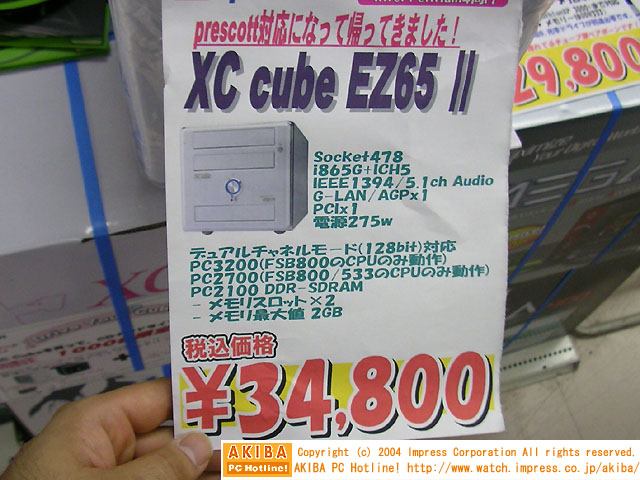 prescott対応になって帰ってきました！
XC cube EZ65 II
Socket478
i865G+ICH5
IEEE1394/5.1ch Audio
G-LAN/AGPx1
PCIx1
電源275w
デュアルチャネルモード(128bit)対応
PC3200(FSB800のCPUのみ動作)
PC2700(FSB800/533のCPUのみ動作)
PC2100 DDR-SDRAM
- メモリスロット×2
- メモリ最大値 2GB
税込価格
¥34,800
29,800
AKIBA
PC Hotline!
Copyright (c) 2004 Impress Corporation All rights reserved.
AKIBA PC Hotline! http://www.watch.impress.co.jp/akiba/